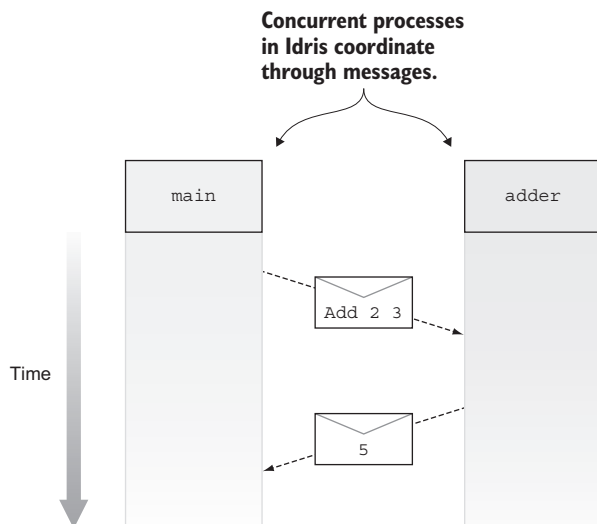 Concurrent processes
in Idris coordinate
through messages.
main
adder
Add 2 3
Time
5